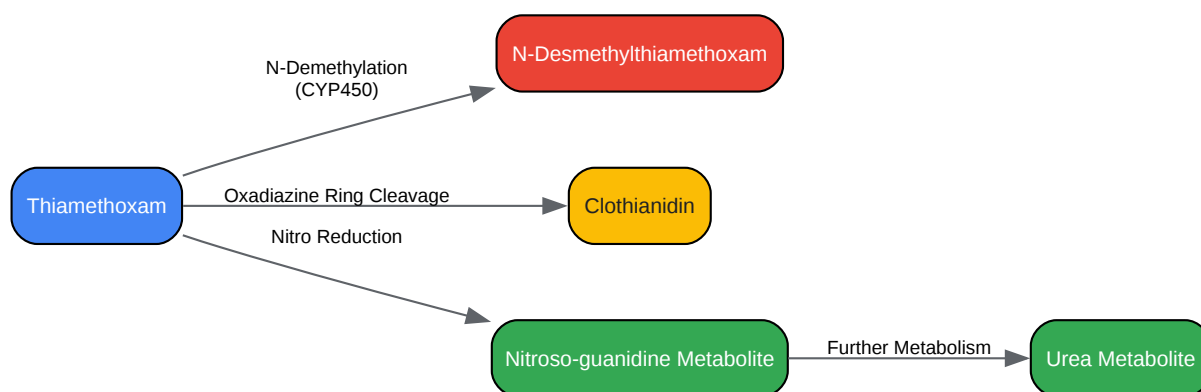 N-Desmethylthiamethoxam
N-Demethylation
(CYP450)
Thiamethoxam
Oxadiazine Ring Cleavage
Clothianidin
Nitro Reduction
Nitroso-guanidine Metabolite
Further Metabolism
Urea Metabolite